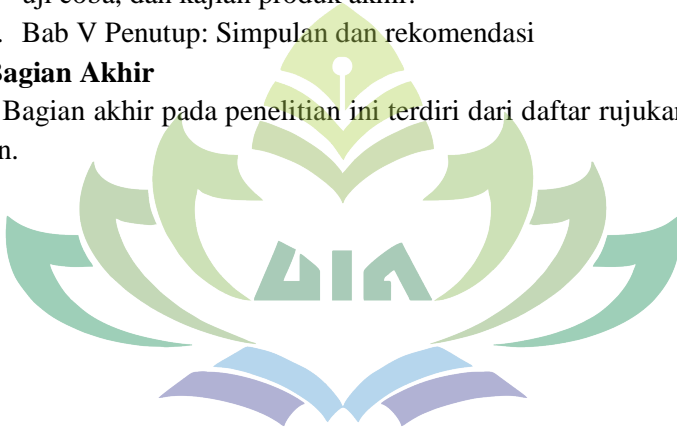 uji coba, dan kajian produk akhir.
. Bab V Penutup: Simpulan dan rekomendasi
Bagian Akhir
Bagian akhir pada penelitian ini terdiri dari daftar rujukan
n.
UIN